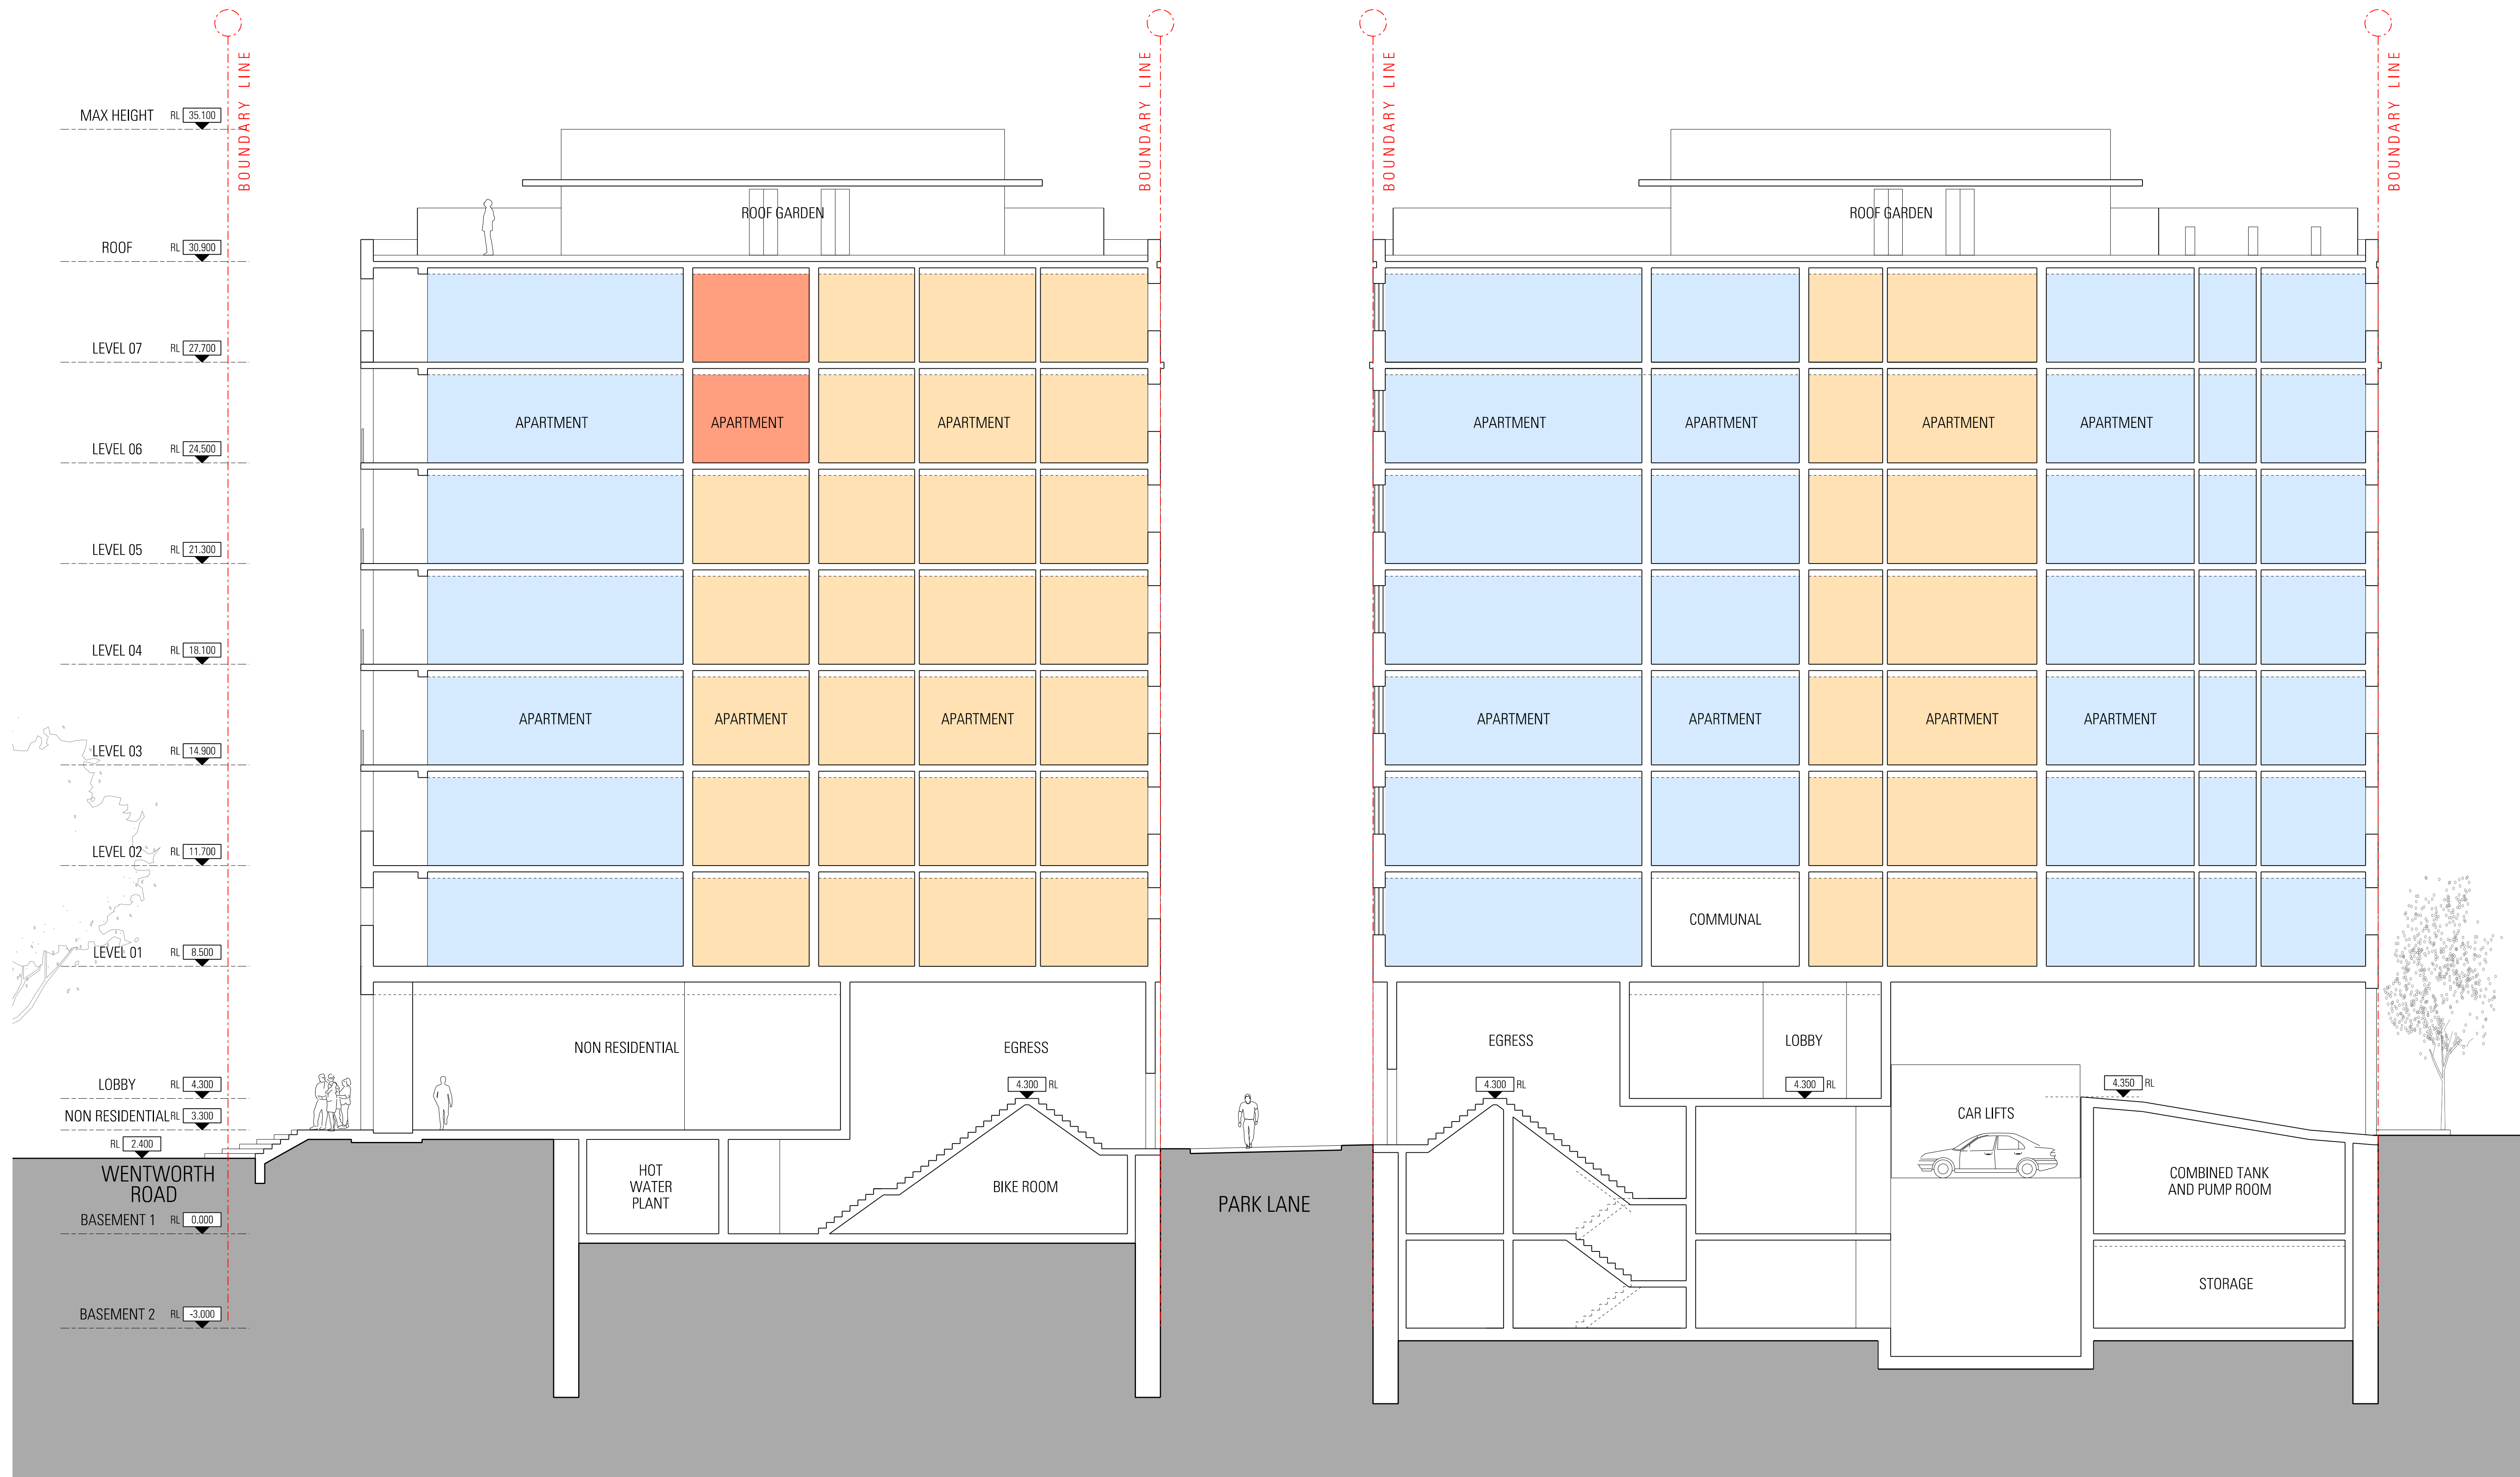 BOUNDARY LINE
BOUNDARY LINE
BOUNDARY LINE
BOUNDARY LINE
MAX HEIGHT RL 35.100
ROOF GARDEN
ROOF GARDEN
ROOF RL 30.900
LEVEL 07 RL 27.700
APARTMENT APARTMENT APARTMENT
APARTMENT APARTMENT APARTMENT APARTMENT
LEVEL 06 RL 24.500
LEVEL 05 RL 21.300
LEVEL 04 RL 18.100
APARTMENT APARTMENT APARTMENT
APARTMENT APARTMENT APARTMENT APARTMENT
LEVEL 03 RL 14.900
LEVEL 02 RL 11.700
COMMUNAL
LEVEL 01 RL 8.500
NON RESIDENTIAL
EGRESS
EGRESS
LOBBY
LOBBY RL 4.300
4.300 RL
4.300 RL
4.300 RL
4.350 RL
NON RESIDENTIAL RL 3.300
CAR LIFTS
RL 2.400
WENTWORTH
ROAD
HOT
WATER
PLANT
BIKE ROOM
PARK LANE
COMBINED TANK
AND PUMP ROOM
BASEMENT 1 RL 0.000
STORAGE
BASEMENT 2 RL -3.000